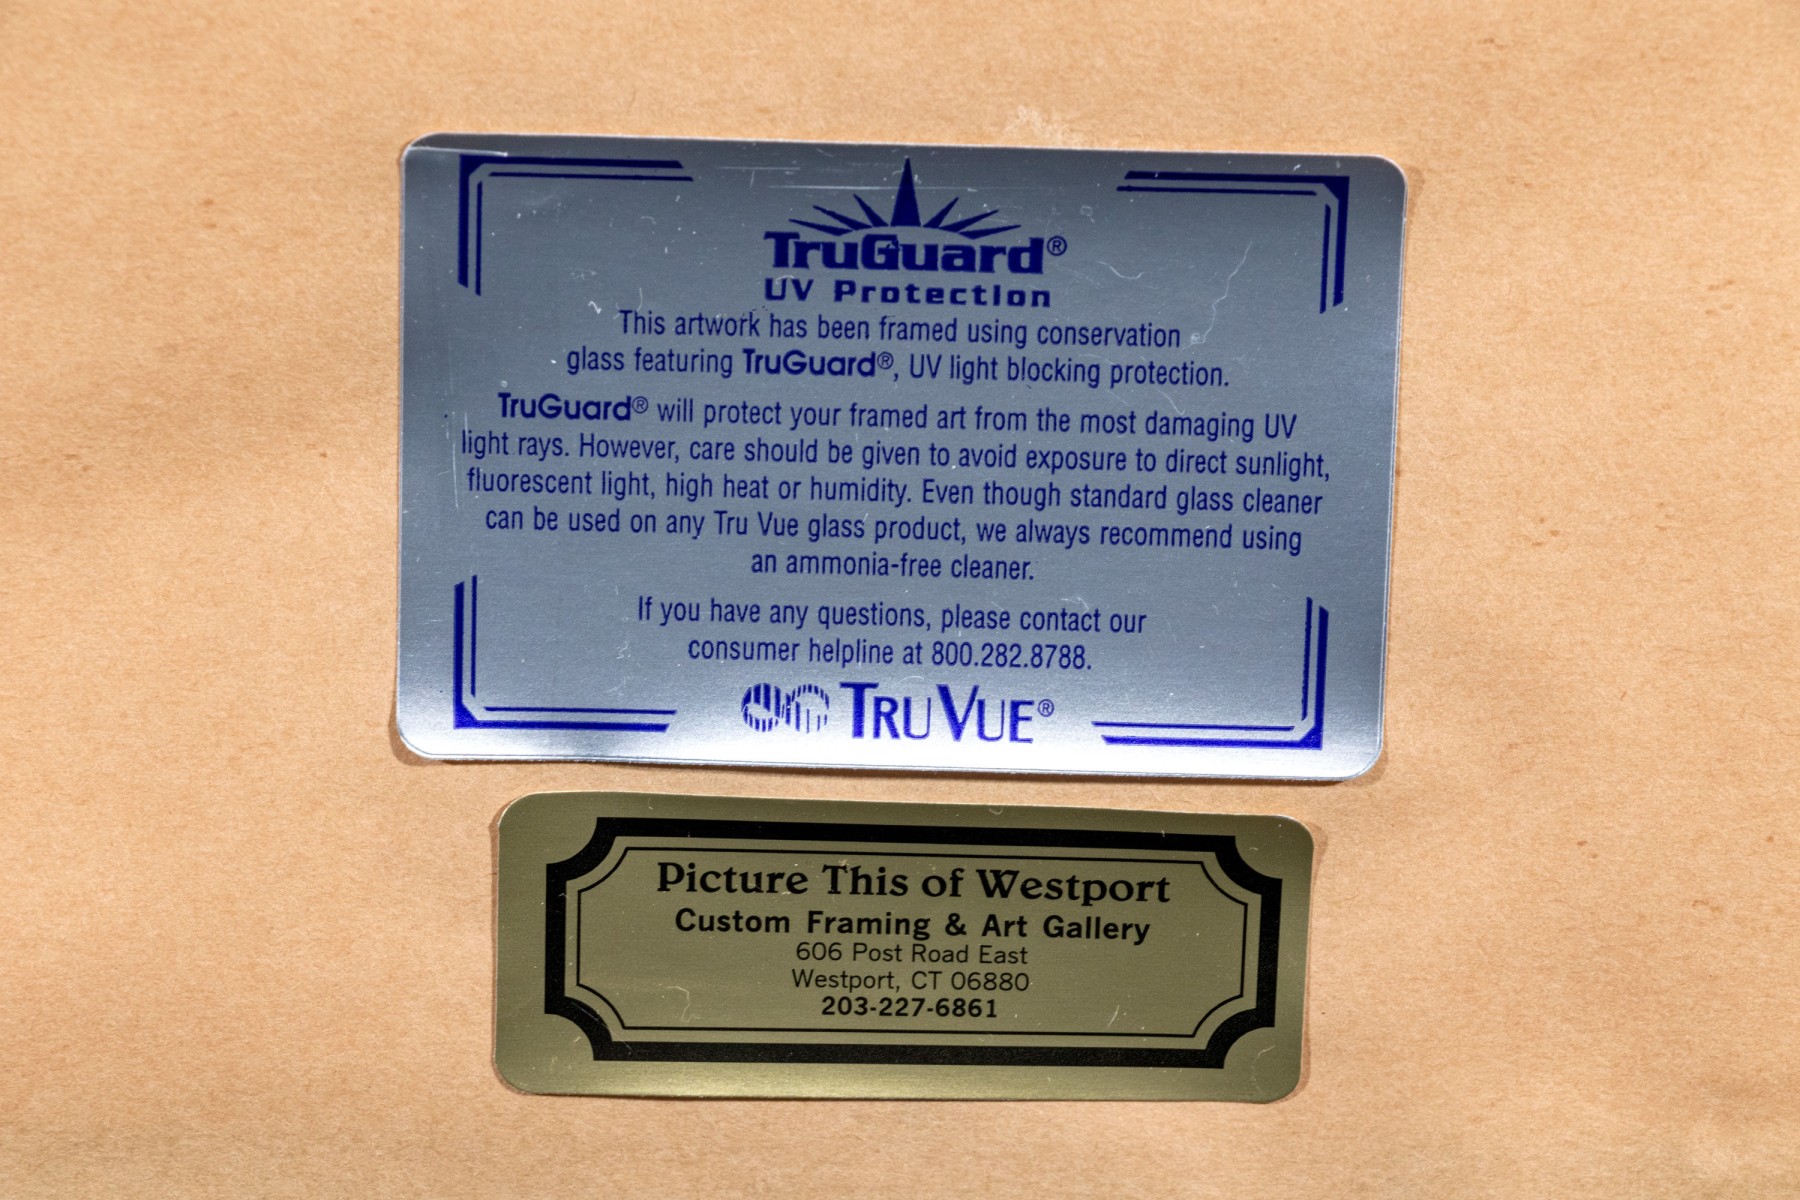 TruGuard®
UV Protection
This artwork has been framed using conservation
glass featuring TruGuard®, UV light blocking protection.
TruGuard® will protect your framed art from the most damaging UV
light rays. However, care should be given to avoid exposure to direct sunlight,
fluorescent light, high heat or humidity. Even though standard glass cleaner
can be used on any Tru Vue glass product, we always recommend using
an ammonia-free cleaner.
If you have any questions, please contact our
consumer helpline at 800.282.8788.
TRU VUE®
Picture This of Westport
Custom Framing & Art Gallery
606 Post Road East
Westport, CT 06880
203-227-6861